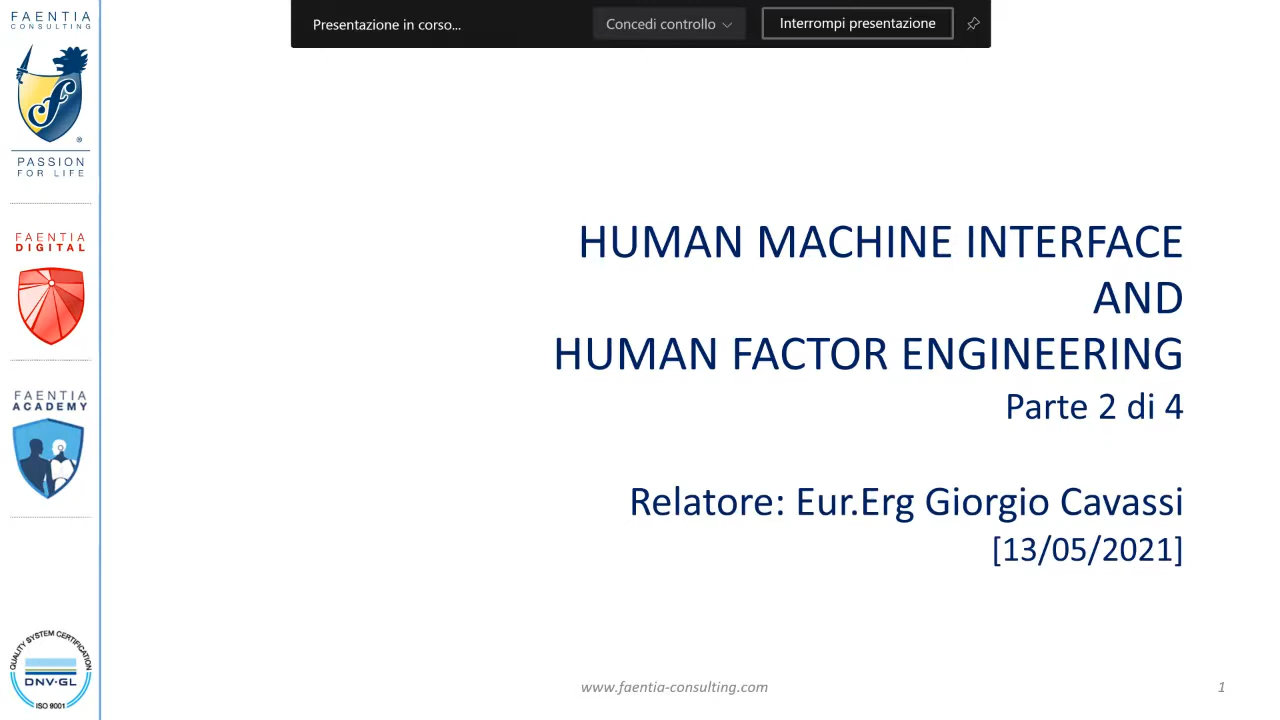 FAENTIA
CONSULTING
PASSION
FOR LIFE
FAENTIA
DIGITAL
FAENTIA
ACADEMY
QUALITY SYSTEM CERTIFICATION
DNV·GL
ISO 9001
Presentazione in corso...
Concedi controllo
Interrompi presentazione
HUMAN MACHINE INTERFACE
AND
HUMAN FACTOR ENGINEERING
Parte 2 di 4
Relatore: Eur.Erg Giorgio Cavassi
[13/05/2021]
www.faentia-consulting.com
1